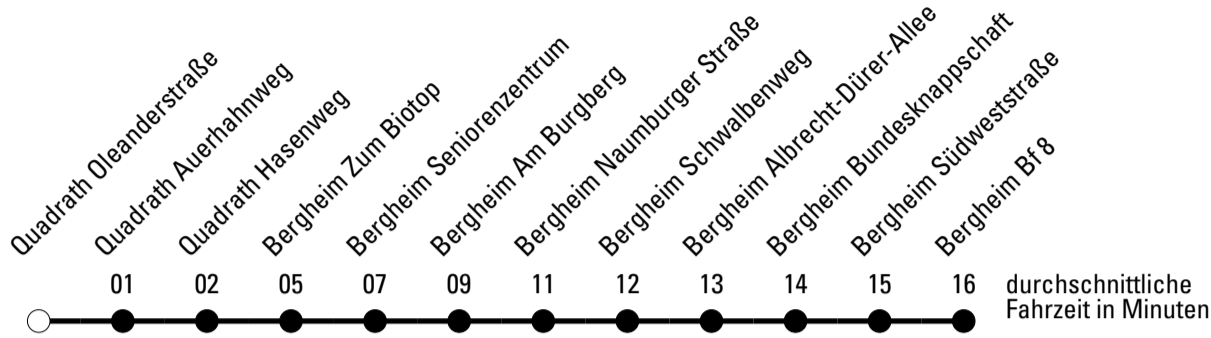 Quadrath Oleanderstraße
Quadrath Auerhahnweg
Quadrath Hasenweg
Bergheim Zum Biotop
Bergheim Seniorenzentrum
Bergheim Am Burgberg
Bergheim Naumburger Straße
Bergheim Schwalbenweg
Bergheim Albrecht-Dürer-Allee
Bergheim Bundesknappschaft
Bergheim Südweststraße
Bergheim Bf 8
01 02 05 07 09 11 12 13 14 15 16
durchschnittliche
Fahrzeit in Minuten